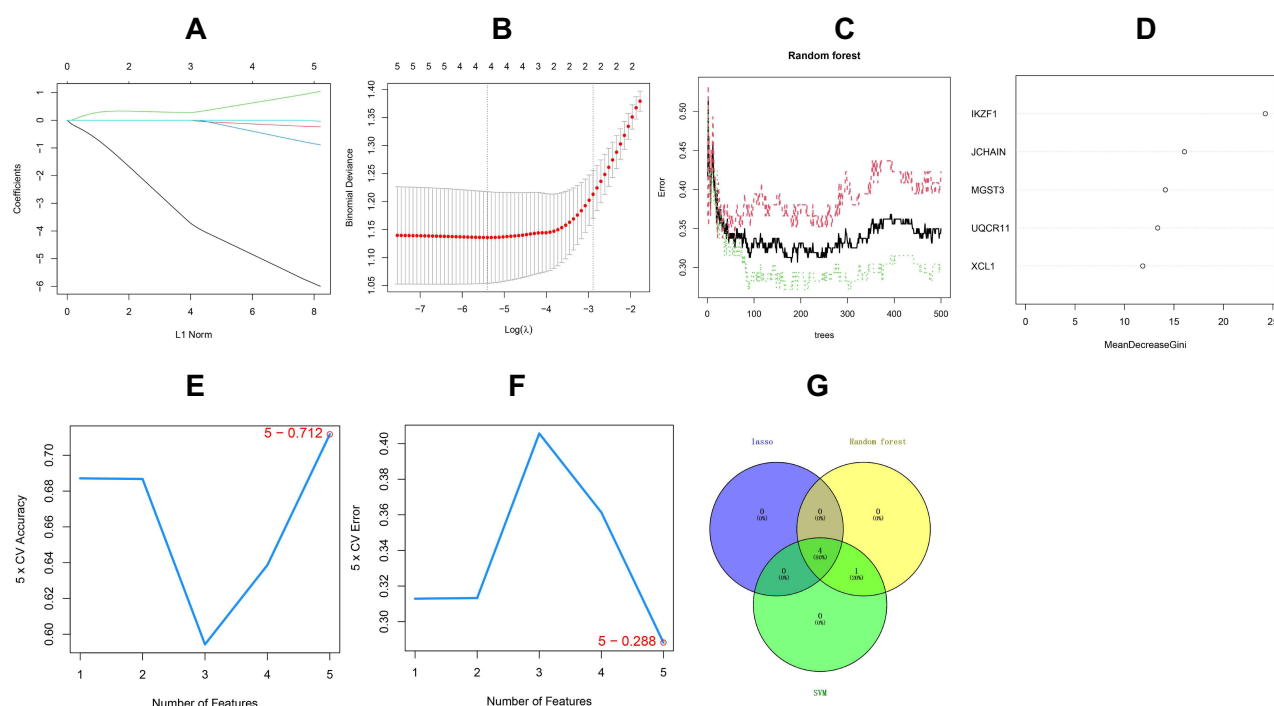 A
0 2 3 4 5
1
0
−1
−2
−3
−4
−5
−6
Coefficients
0 2 4 6 8
L1 Norm
B
5 5 5 5 4 4 4 4 4 3 2 2 2 2 2 2
1.40
1.35
1.30
1.25
1.20
1.15
1.10
1.05
Binomial Deviance
−7 −6 −5 −4 −3 −2
Log(λ)
C
Random forest
0.50
0.45
0.40
0.35
0.30
Error
0 100 200 300 400 500
trees
D
IKZF1
JCHAIN
MGST3
UQCR11
XCL1
0 5 10 15 20 25
MeanDecreaseGini
E
5 − 0.712
0.70
0.68
0.66
0.64
0.62
0.60
5 x CV Accuracy
1 2 3 4 5
Number of Features
F
0.40
0.38
0.36
0.34
0.32
0.30
5 x CV Error
5 − 0.288
1 2 3 4 5
Number of Features
G
lasso
Random forest
0
(0%)
0
(0%)
0
(0%)
4
(80%)
0
(0%)
1
(20%)
0
(0%)
SVM